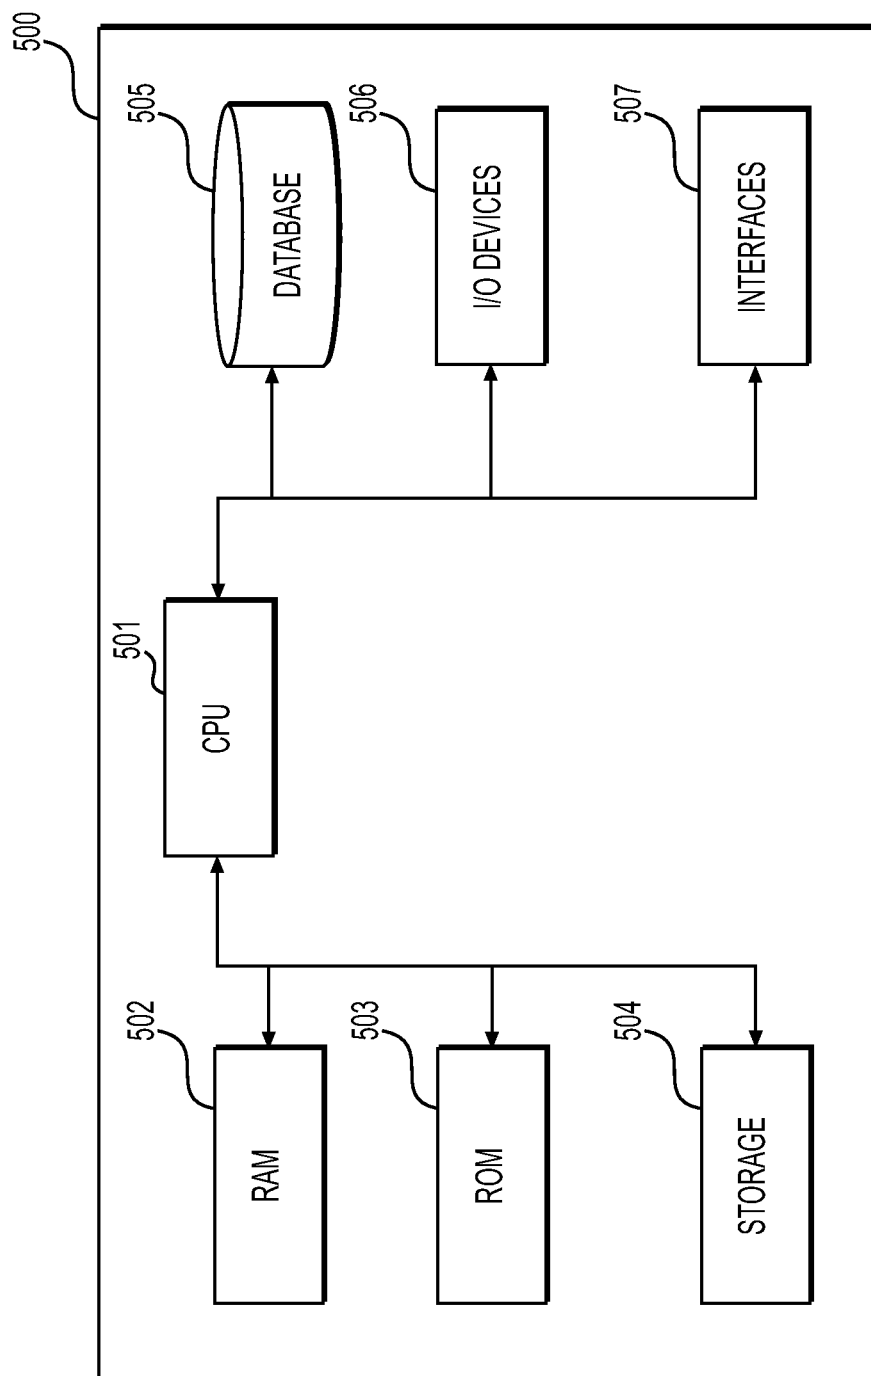 500
501
CPU
502
RAM
505
DATABASE
503
ROM
506
I/O DEVICES
504
STORAGE
507
INTERFACES